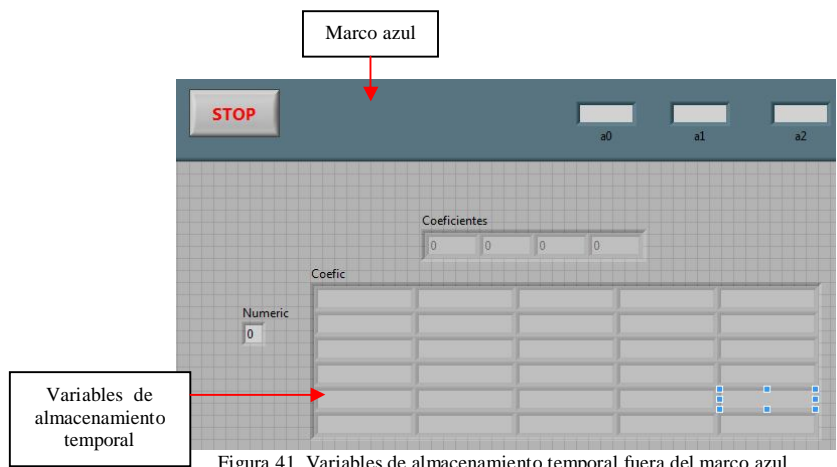 Marco azul
STOP
a0 a1 a2
Coeficientes
0 0 0 0
Coefic
Numeric
0
Variables de
almacenamiento
temporal
Figura 41. Variables de almacenamiento temporal fuera del marco azul